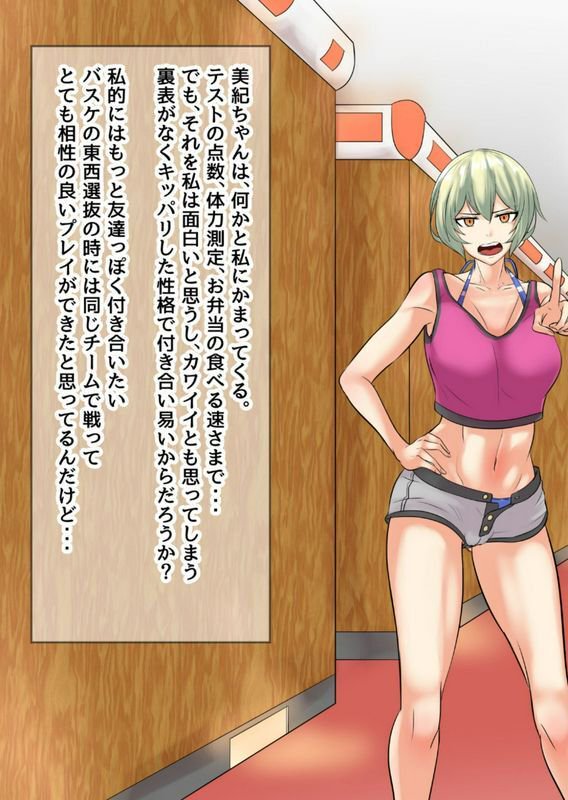 美紀ちゃんは、何かと私にかまってくる。
テストの点数、体力測定、お弁当の食べる速さまで・・・
でも、それを私は面白いと思うし、カワイイとも思ってしまう
裏表がなくキッパリした性格で付き合い易いからだろうか？
私的にはもっと友達っぽく付き合いたい
バスケの東西選抜の時には同じチームで戦って
とても相性の良いプレイができたと思ってるんだけど・・・